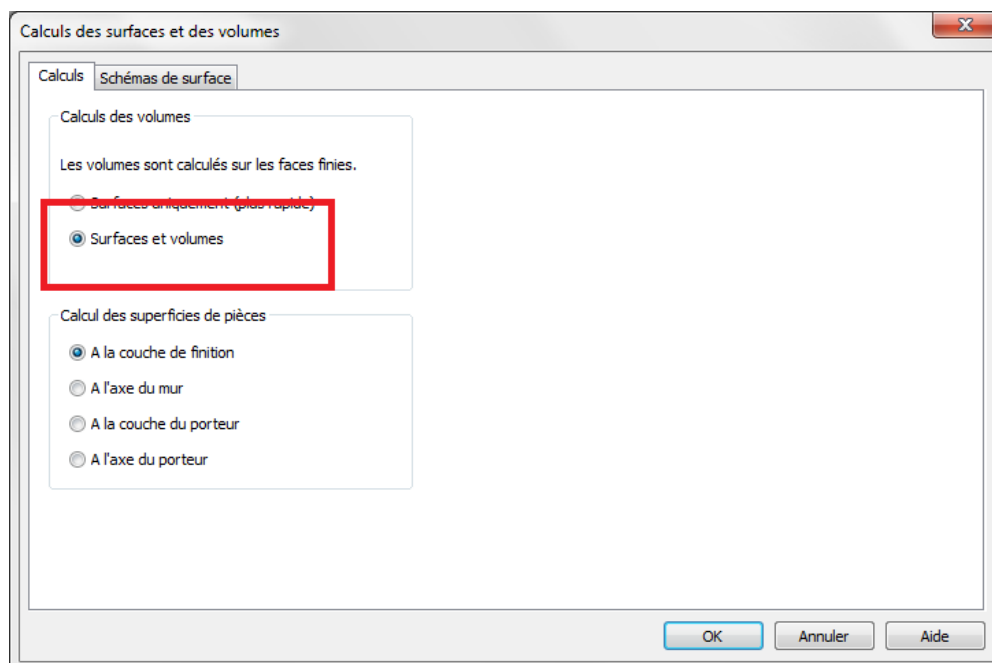 Calculs des surfaces et des volumes
Calculs
Schémas de surface
Calculs des volumes
Les volumes sont calculés sur les faces finies.
Surfaces uniquement (plus rapide)
Surfaces et volumes
Calcul des superficies de pièces
A la couche de finition
A l'axe du mur
A la couche du porteur
A l'axe du porteur
OK
Annuler
Aide